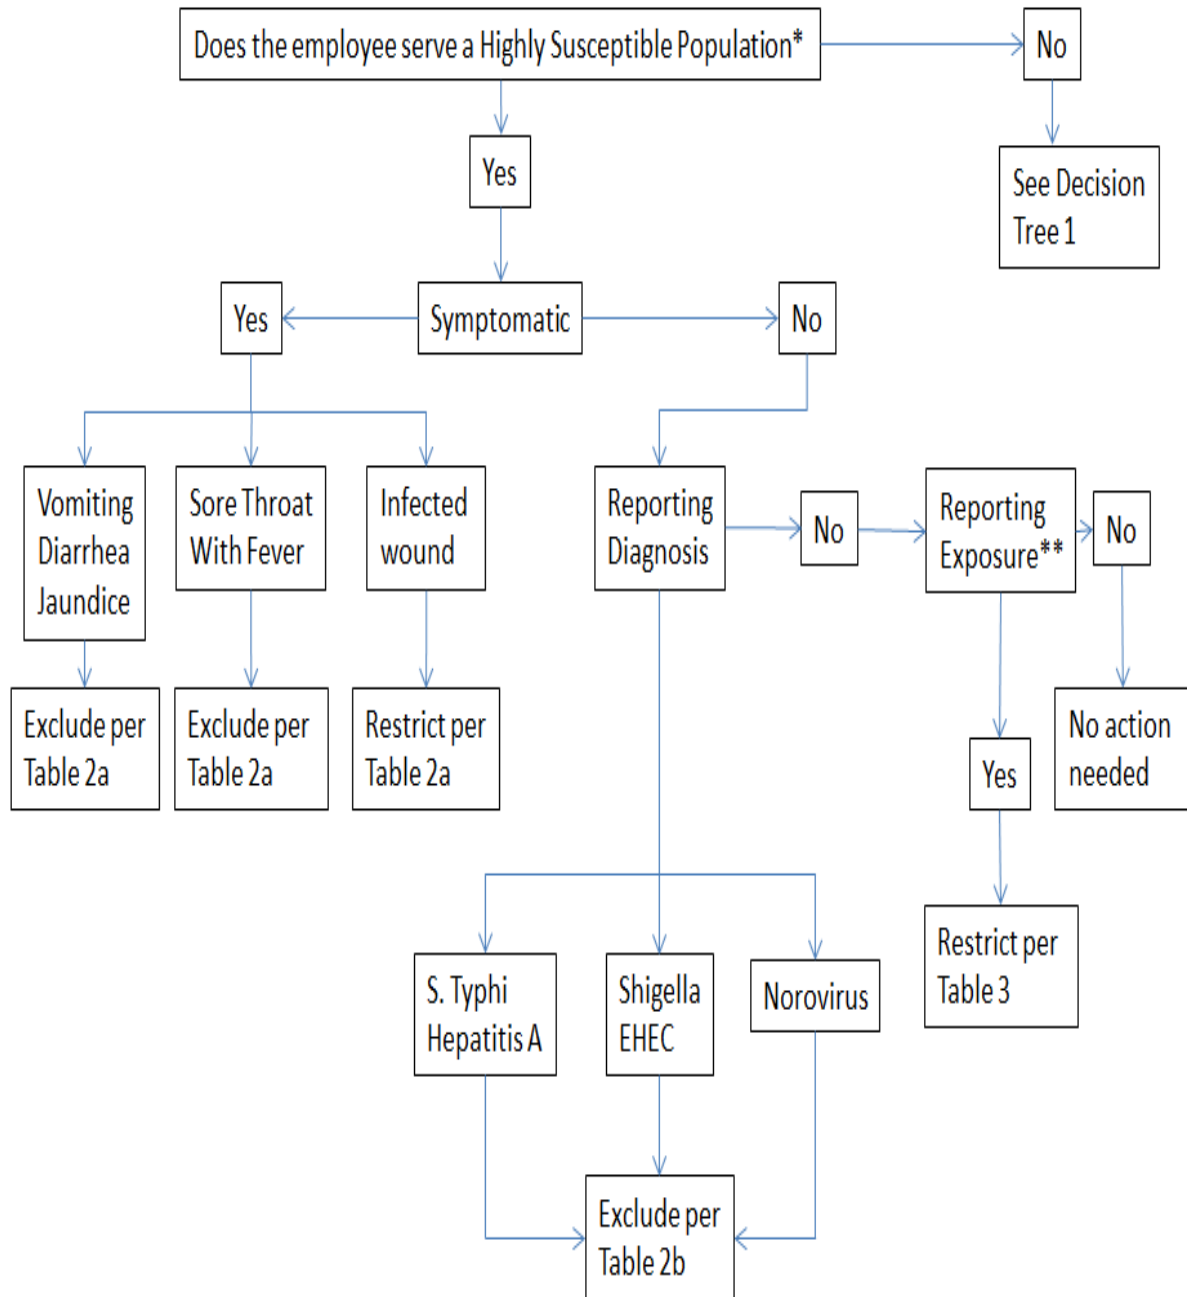 Does the employee serve a Highly Susceptible Population*
No
Yes
See Decision
Tree 1
Yes
Symptomatic
No
Vomiting
Diarrhea
Jaundice
Sore Throat
With Fever
Infected
wound
Reporting
Diagnosis
No
Reporting
Exposure**
No
Exclude per
Table 2a
Exclude per
Table 2a
Restrict per
Table 2a
Yes
No action
needed
S. Typhi
Hepatitis A
Shigella
EHEC
Norovirus
Restrict per
Table 3
Exclude per
Table 2b